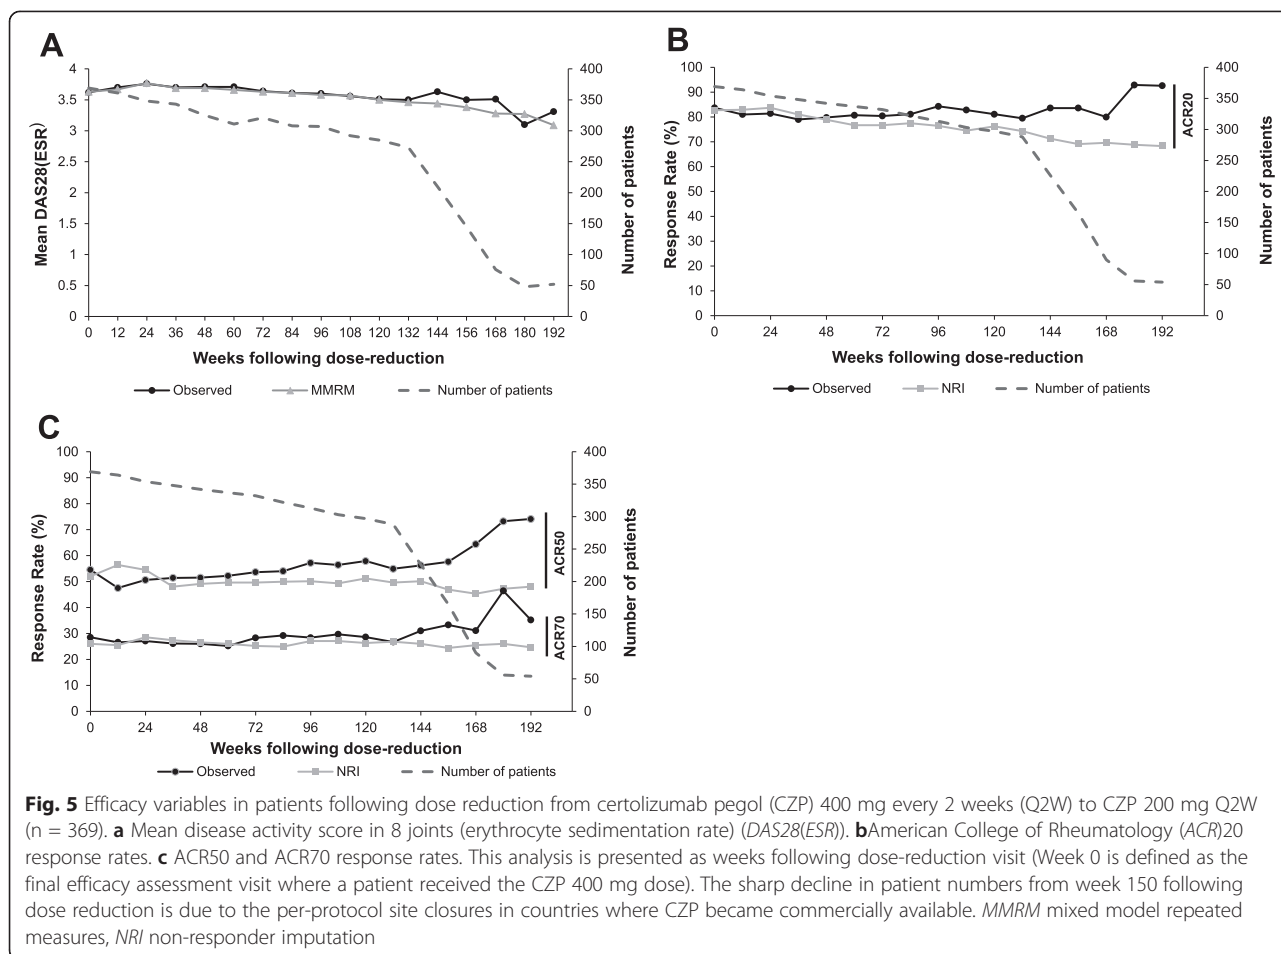 A
Mean DAS28(ESR)
4
3.5
3
2.5
2
1.5
1
0.5
0
400
350
300
250
200
150
100
50
0
Number of patients
0 12 24 36 48 60 72 84 96 108 120 132 144 156 168 180 192
Weeks following dose-reduction
Observed MMRM Number of patients
B
Response Rate (%)
100
90
80
70
60
50
40
30
20
10
0
ACR20
400
350
300
250
200
150
100
50
0
Number of patients
0 24 48 72 96 120 144 168 192
Weeks following dose-reduction
Observed NRI Number of patients
C
Response Rate (%)
100
90
80
70
60
50
40
30
20
10
0
ACR50
ACR70
400
350
300
250
200
150
100
50
0
Number of patients
0 24 48 72 96 120 144 168 192
Weeks following dose-reduction
Observed NRI Number of patients
Fig. 5 Efficacy variables in patients following dose reduction from certolizumab pegol (CZP) 400 mg every 2 weeks (Q2W) to CZP 200 mg Q2W
(n = 369). a Mean disease activity score in 8 joints (erythrocyte sedimentation rate) (DAS28(ESR)). bAmerican College of Rheumatology (ACR)20
response rates. c ACR50 and ACR70 response rates. This analysis is presented as weeks following dose-reduction visit (Week 0 is defined as the
final efficacy assessment visit where a patient received the CZP 400 mg dose). The sharp decline in patient numbers from week 150 following
dose reduction is due to the per-protocol site closures in countries where CZP became commercially available. MMRM mixed model repeated
measures, NRI non-responder imputation